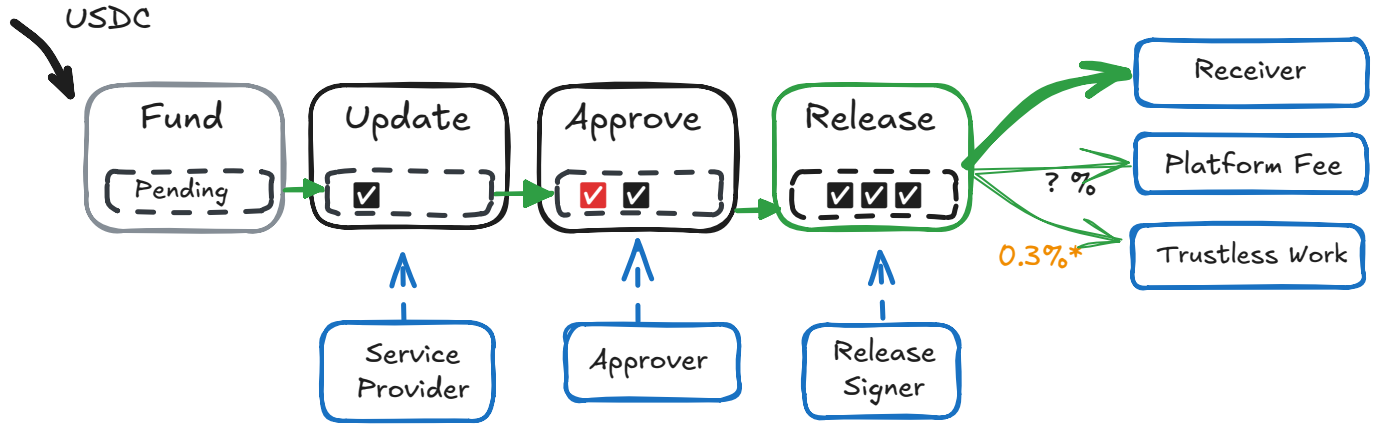 USDC
Fund
Pending
Update
Approve
Release
Receiver
Platform Fee
? %
Trustless Work
0.3%*
Service
Provider
Approver
Release
Signer